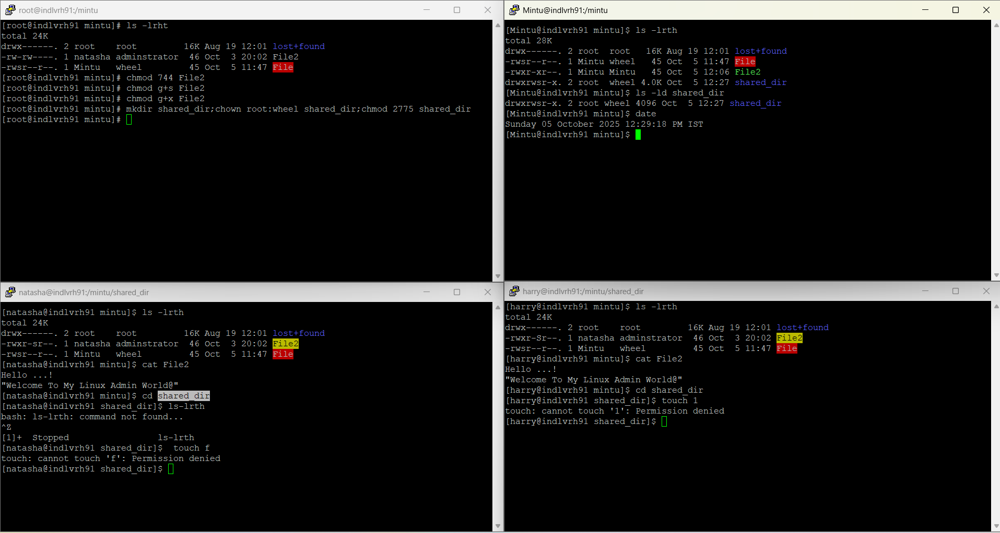 root@indlvrh91:/mintu
[root@indlvrh91 mintu]# ls -lrht
total 24K
drwx------. 2 root    root         16K Aug 19 12:01 lost+found
-rw-rw----. 1 natasha adminstrator  46 Oct  3 20:02 File2
-rwsr--r--. 1 Mintu   wheel         45 Oct  5 11:47 File
[root@indlvrh91 mintu]# chmod 744 File2
[root@indlvrh91 mintu]# chmod g+s File2
[root@indlvrh91 mintu]# chmod g+x File2
[root@indlvrh91 mintu]# mkdir shared_dir;chown root:wheel shared_dir;chmod 2775 shared_dir
[root@indlvrh91 mintu]#
Mintu@indlvrh91:/mintu
[Mintu@indlvrh91 mintu]$ ls -lrth
total 28K
drwx------. 2 root  root   16K Aug 19 12:01 lost+found
-rwsr--r--. 1 Mintu wheel   45 Oct  5 11:47 File
-rwxr-xr--. 1 Mintu Mintu   45 Oct  5 12:06 File2
drwxrwsr-x. 2 root  wheel 4.0K Oct  5 12:27 shared_dir
[Mintu@indlvrh91 mintu]$ ls -ld shared_dir
drwxrwsr-x. 2 root wheel 4096 Oct  5 12:27 shared_dir
[Mintu@indlvrh91 mintu]$ date
Sunday 05 October 2025 12:29:18 PM IST
[Mintu@indlvrh91 mintu]$
natasha@indlvrh91:/mintu/shared_dir
[natasha@indlvrh91 mintu]$ ls -lrth
total 24K
drwx------. 2 root    root         16K Aug 19 12:01 lost+found
-rwxr-sr--. 1 natasha adminstrator  46 Oct  3 20:02 File2
-rwsr--r--. 1 Mintu   wheel         45 Oct  5 11:47 File
[natasha@indlvrh91 mintu]$ cat File2
Hello ...!
"Welcome To My Linux Admin World@"
[natasha@indlvrh91 mintu]$ cd shared_dir
[natasha@indlvrh91 shared_dir]$ ls-lrth
bash: ls-lrth: command not found...
^Z
[1]+  Stopped                 ls-lrth
[natasha@indlvrh91 shared_dir]$  touch f
touch: cannot touch 'f': Permission denied
[natasha@indlvrh91 shared_dir]$
harry@indlvrh91:/mintu/shared_dir
[harry@indlvrh91 mintu]$ ls -lrth
total 24K
drwx------. 2 root    root         16K Aug 19 12:01 lost+found
-rwxr-Sr--. 1 natasha adminstrator  46 Oct  3 20:02 File2
-rwsr--r--. 1 Mintu   wheel         45 Oct  5 11:47 File
[harry@indlvrh91 mintu]$ cat File2
Hello ...!
"Welcome To My Linux Admin World@"
[harry@indlvrh91 mintu]$ cd shared_dir
[harry@indlvrh91 shared_dir]$ touch 1
touch: cannot touch '1': Permission denied
[harry@indlvrh91 shared_dir]$